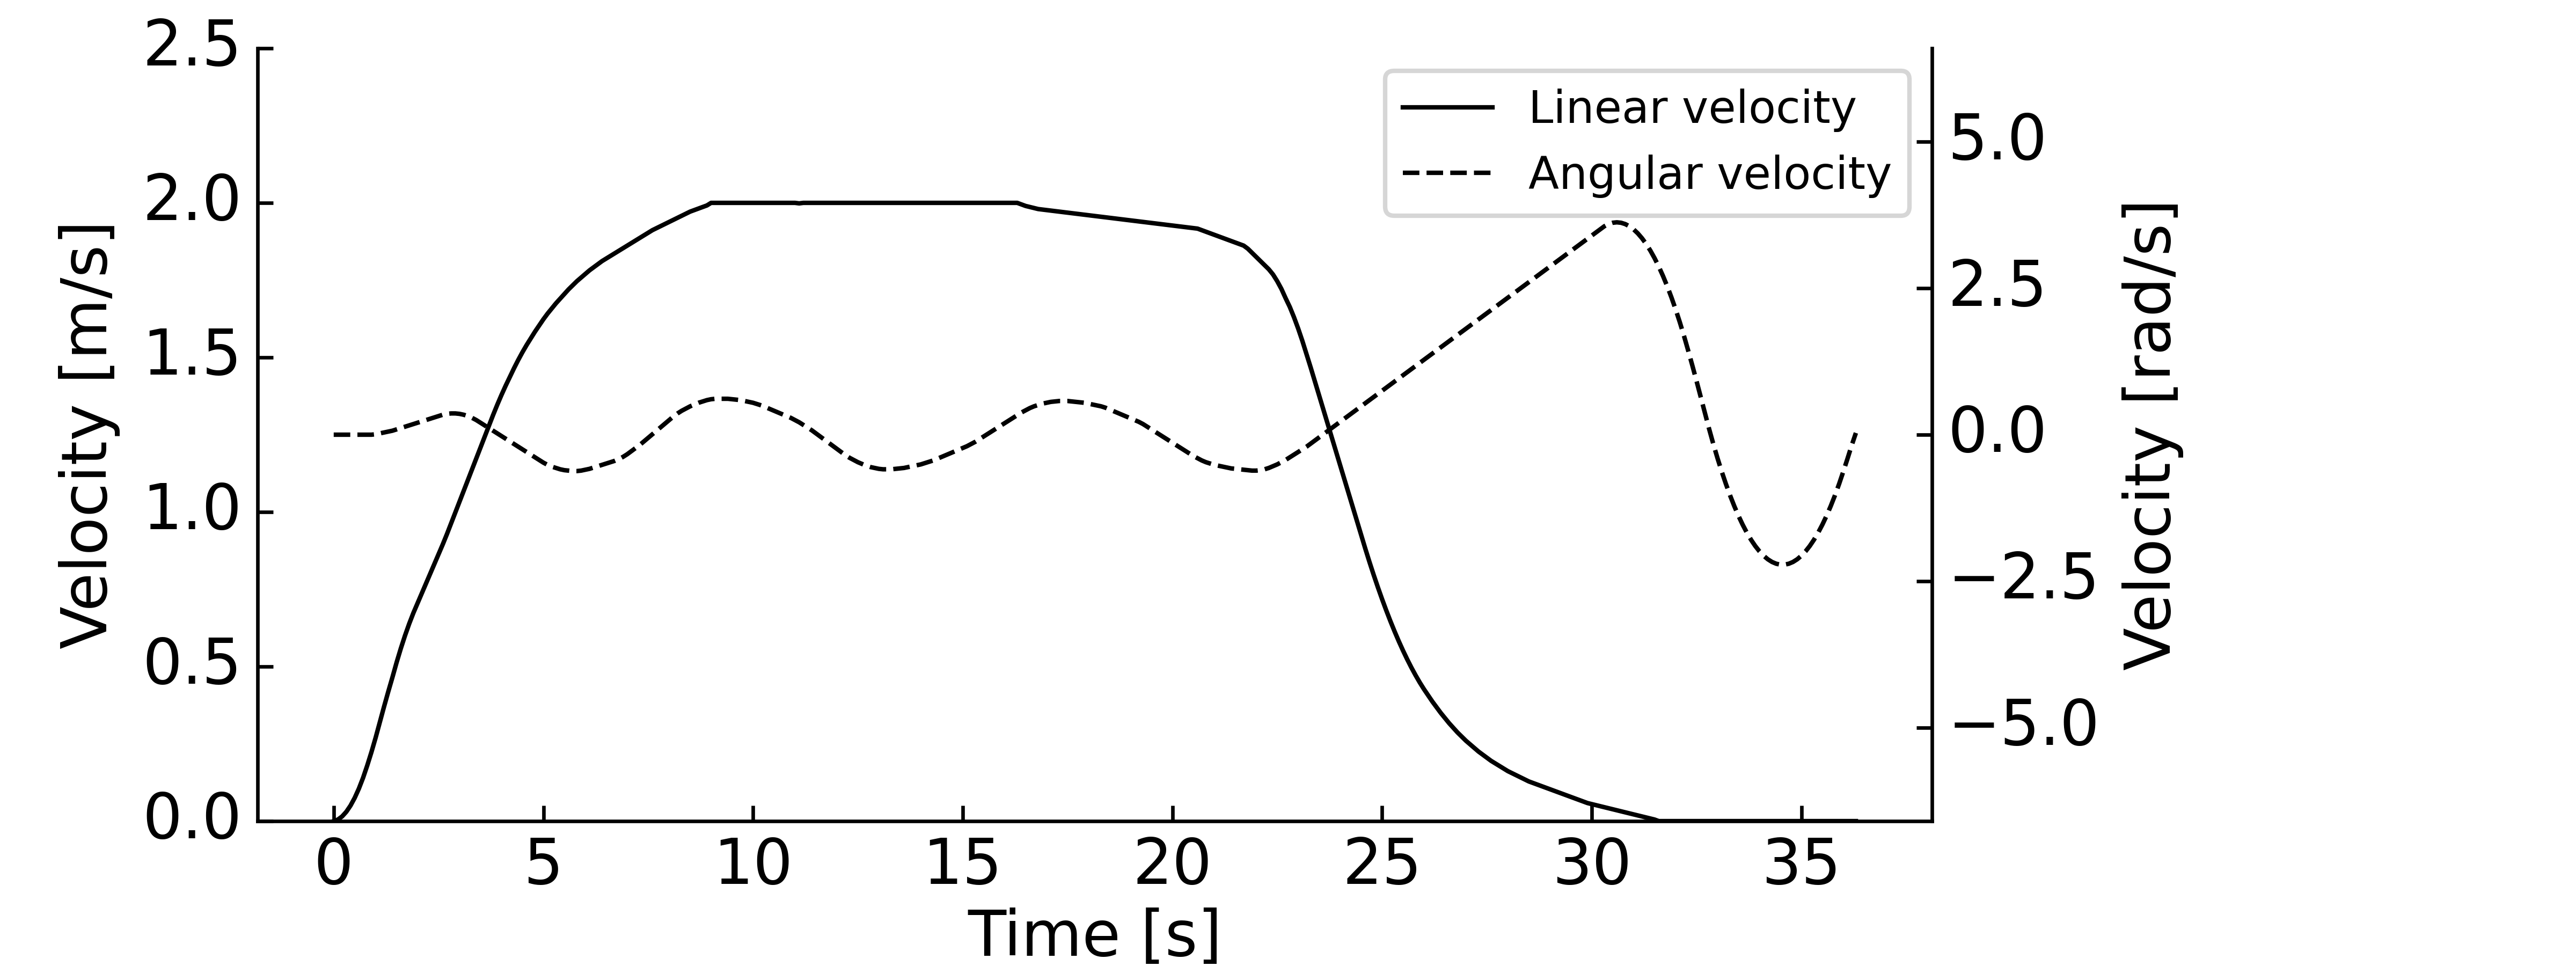 2.5
2.0
1.5
1.0
0.5
0.0
Velocity [m/s]
Linear velocity
Angular velocity
5.0
2.5
0.0
−2.5
−5.0
Velocity [rad/s]
0 5 10 15 20 25 30 35
Time [s]